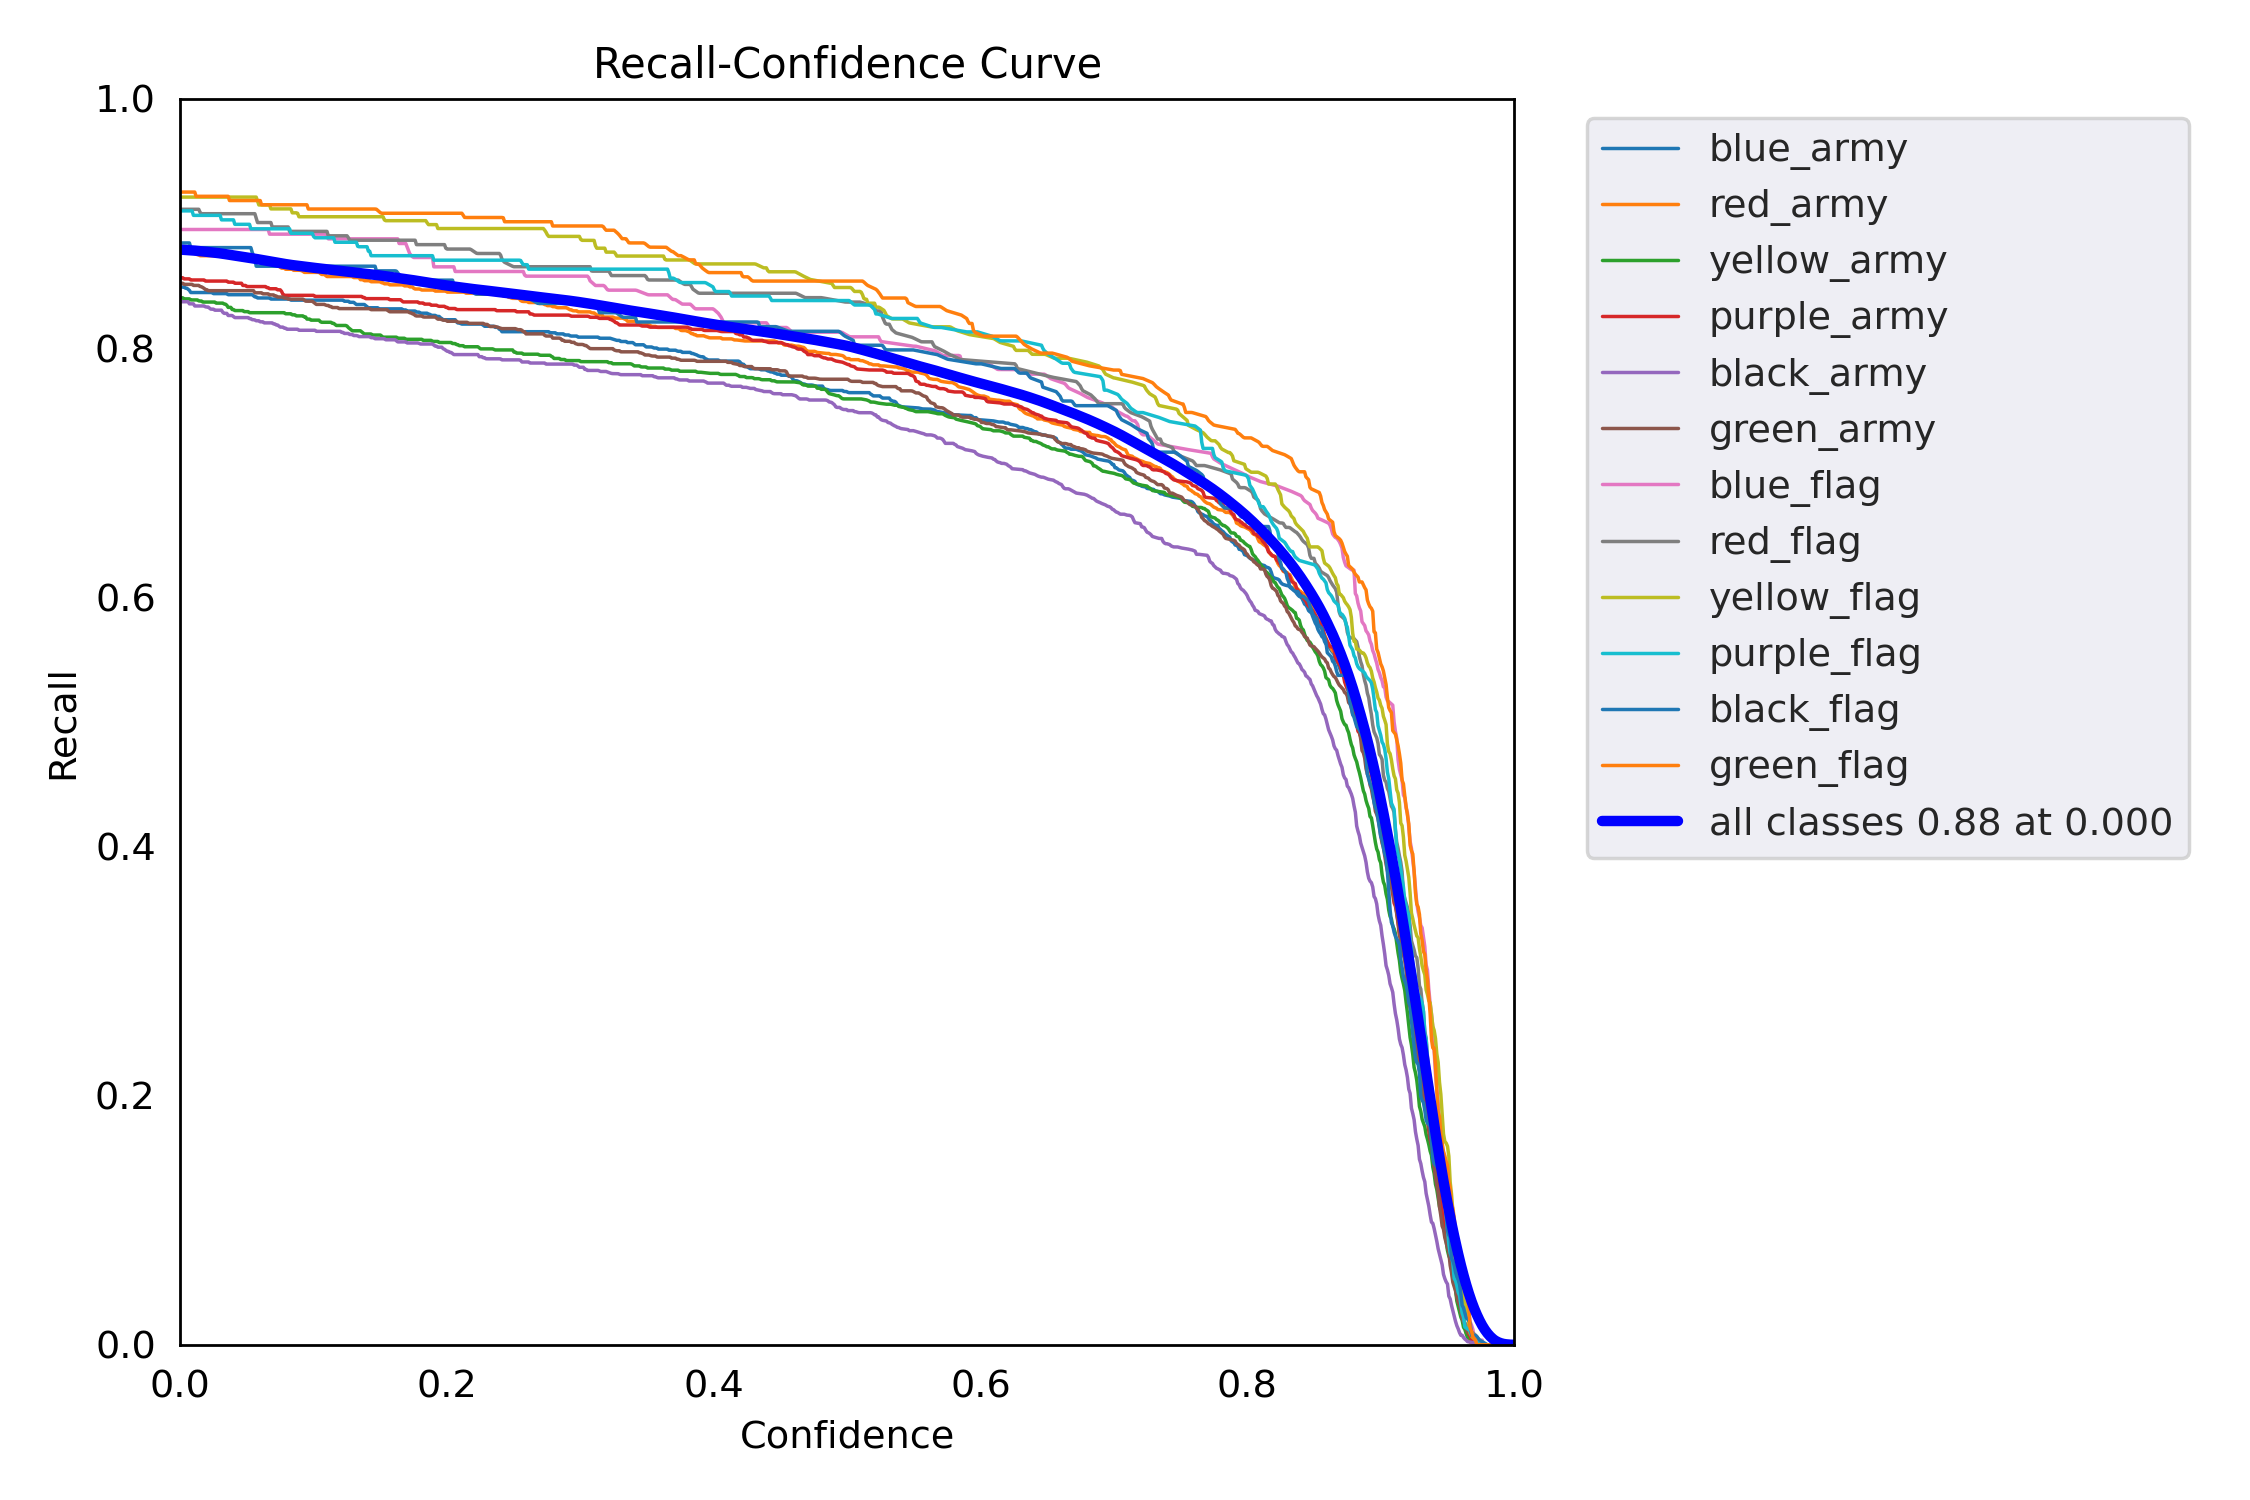 Recall-Confidence Curve
1.0
0.8
0.6
0.4
0.2
0.0
Recall
0.0 0.2 0.4 0.6 0.8 1.0
Confidence
blue_army
red_army
yellow_army
purple_army
black_army
green_army
blue_flag
red_flag
yellow_flag
purple_flag
black_flag
green_flag
all classes 0.88 at 0.000